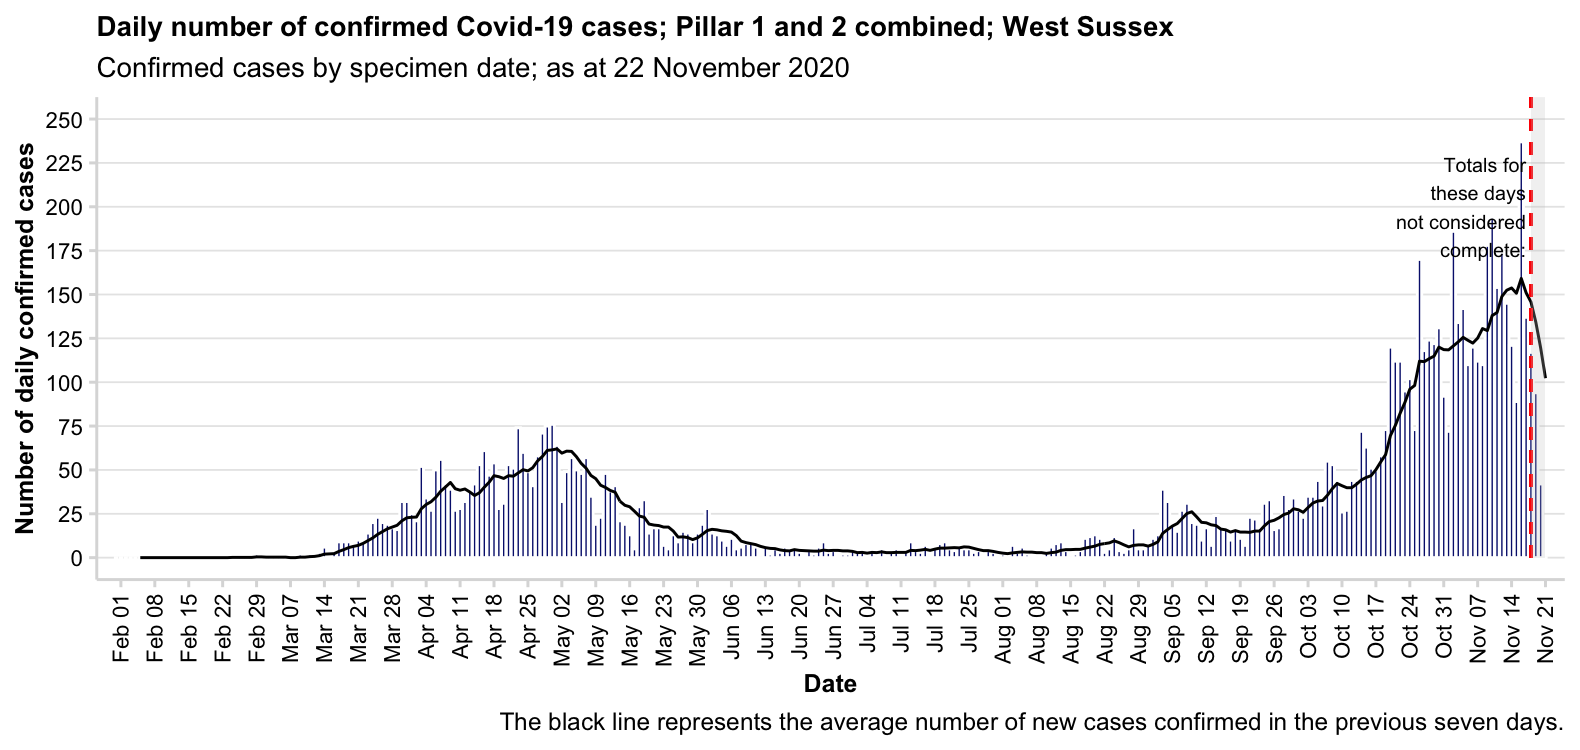 Daily number of confirmed Covid-19 cases; Pillar 1 and 2 combined; West Sussex
Confirmed cases by specimen date; as at 22 November 2020
Number of daily confirmed cases
250
225
200
175
150
125
100
75
50
25
0
Totals for
these days
not considered
complete.
Feb 01
Feb 08
Feb 15
Feb 22
Feb 29
Mar 07
Mar 14
Mar 21
Mar 28
Apr 04
Apr 11
Apr 18
Apr 25
May 02
May 09
May 16
May 23
May 30
Jun 06
Jun 13
Jun 20
Jun 27
Jul 04
Jul 11
Jul 18
Jul 25
Aug 01
Aug 08
Aug 15
Aug 22
Aug 29
Sep 05
Sep 12
Sep 19
Sep 26
Oct 03
Oct 10
Oct 17
Oct 24
Oct 31
Nov 07
Nov 14
Nov 21
Date
The black line represents the average number of new cases confirmed in the previous seven days.